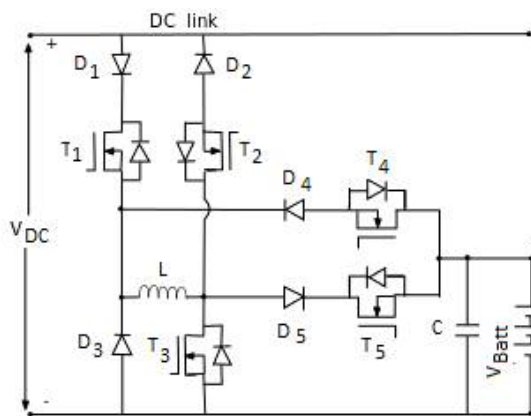 DC link
+
D1 D2
T1 T2
D4 T4
VDC
L
D5 T5
D3 T3
C VBatt
-